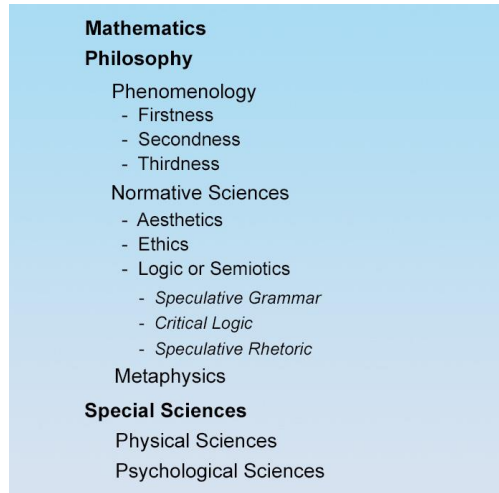 Mathematics
Philosophy
Phenomenology
- Firstness
- Secondness
- Thirdness
Normative Sciences
- Aesthetics
- Ethics
- Logic or Semiotics
- Speculative Grammar
- Critical Logic
- Speculative Rhetoric
Metaphysics
Special Sciences
Physical Sciences
Psychological Sciences